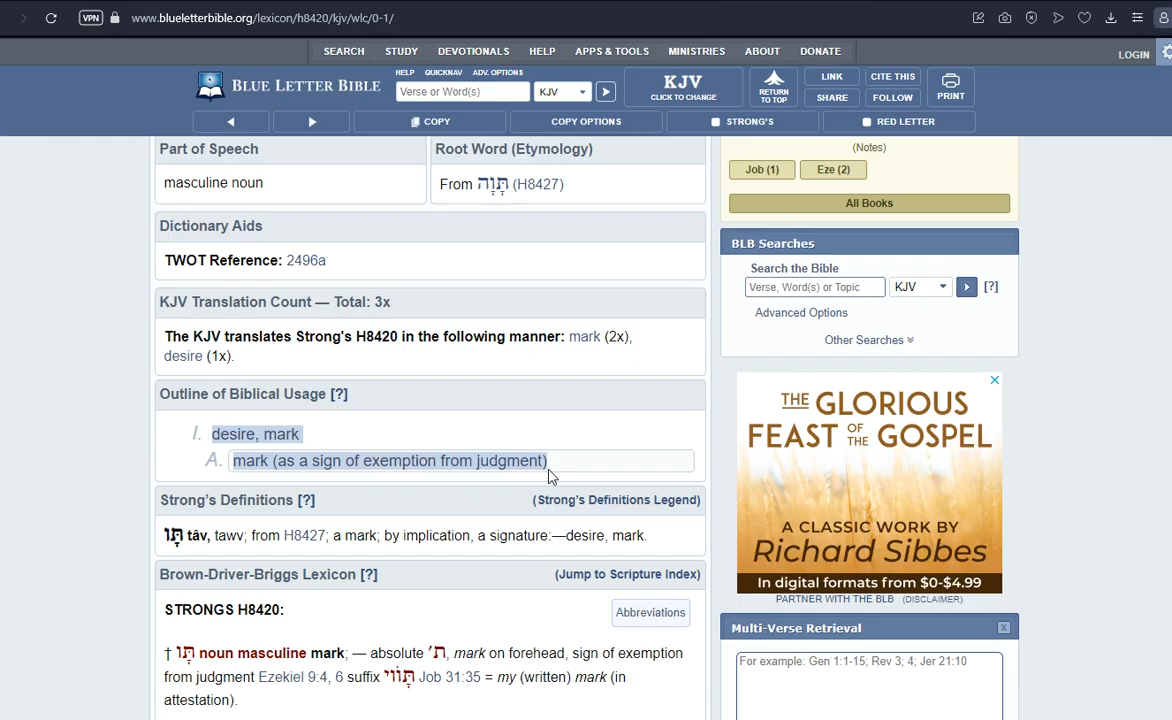 VPN www.blueletterbible.org/lexicon/h8420/kjv/wlc/0-1/
SEARCH STUDY DEVOTIONALS HELP APPS & TOOLS MINISTRIES ABOUT DONATE LOGIN
BLUE LETTER BIBLE
HELP QUICKNAV ADV. OPTIONS
Verse or Word(s) KJV
KJV
CLICK TO CHANGE
RETURN
TO TOP
LINK CITE THIS
SHARE FOLLOW
PRINT
COPY COPY OPTIONS STRONG'S RED LETTER
Part of Speech
masculine noun
Root Word (Etymology)
From תָּוָה (H8427)
Dictionary Aids
TWOT Reference: 2496a
KJV Translation Count — Total: 3x
The KJV translates Strong's H8420 in the following manner: mark (2x),
desire (1x).
Outline of Biblical Usage [?]
I. desire, mark
A. mark (as a sign of exemption from judgment)
Strong's Definitions [?] (Strong's Definitions Legend)
תָּו tâv, tawv; from H8427; a mark; by implication, a signature:—desire, mark.
Brown-Driver-Briggs Lexicon [?] (Jump to Scripture Index)
STRONGS H8420:
Abbreviations
† תָּו noun masculine mark; — absolute ת׳, mark on forehead, sign of exemption
from judgment Ezekiel 9:4, 6 suffix תָּוִוֹי Job 31:35 = my (written) mark (in
attestation).
(Notes)
Job (1) Eze (2)
All Books
BLB Searches
Search the Bible
Verse, Word(s) or Topic KJV [?]
Advanced Options
Other Searches
THE GLORIOUS
FEAST OF THE GOSPEL
A CLASSIC WORK BY
Richard Sibbes
In digital formats from $0-$4.99
PARTNER WITH THE BLB (DISCLAIMER)
Multi-Verse Retrieval x
For example: Gen 1:1-15; Rev 3; 4; Jer 21:10